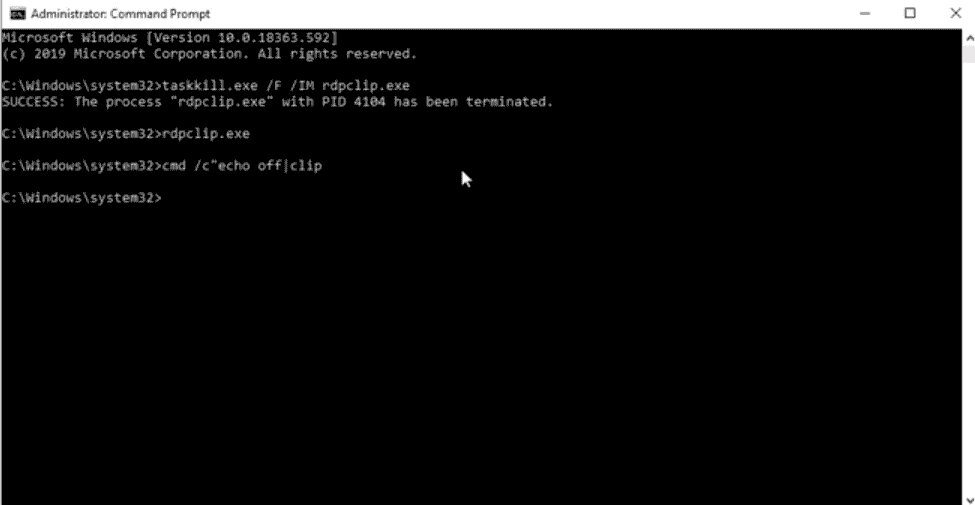 Administrator: Command Prompt
Microsoft Windows [Version 10.0.18363.592]
(c) 2019 Microsoft Corporation. All rights reserved.
C:\Windows\system32>taskkill.exe /F /IM rdpclip.exe
SUCCESS: The process "rdpclip.exe" with PID 4104 has been terminated.
C:\Windows\system32>rdpclip.exe
C:\Windows\system32>cmd /c"echo off|clip
C:\Windows\system32>